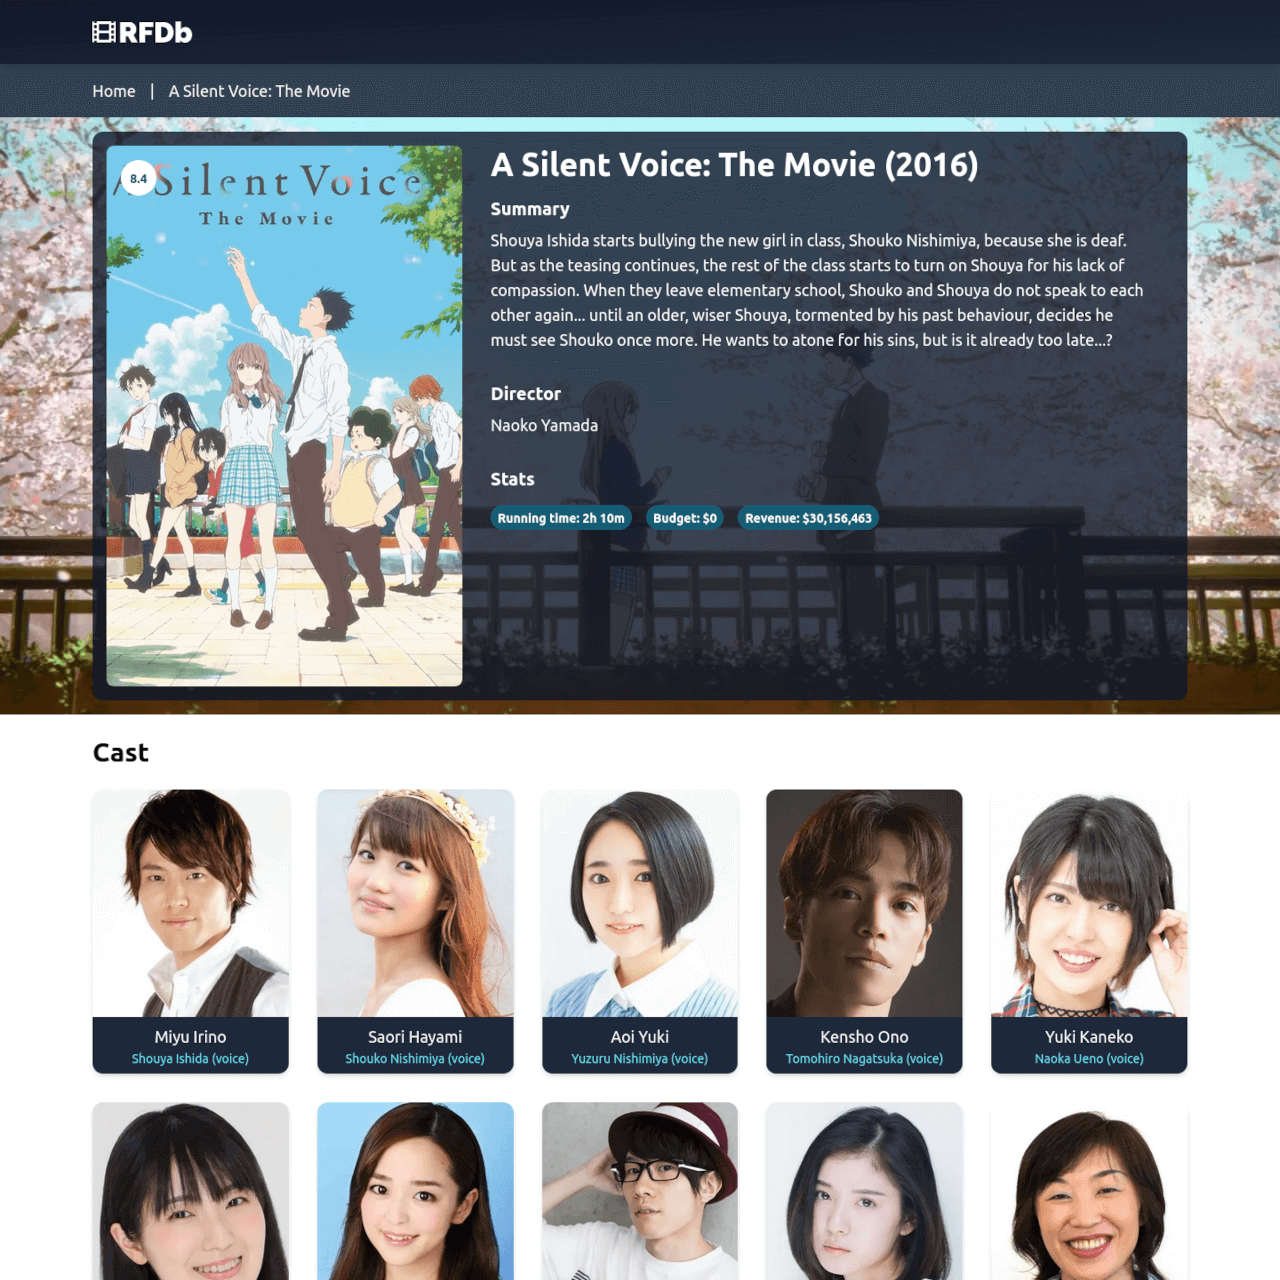 RFDb
Home | A Silent Voice: The Movie
8.4
A Silent Voice
The Movie
A Silent Voice: The Movie (2016)
Summary
Shouya Ishida starts bullying the new girl in class, Shouko Nishimiya, because she is deaf.
But as the teasing continues, the rest of the class starts to turn on Shouya for his lack of
compassion. When they leave elementary school, Shouko and Shouya do not speak to each
other again... until an older, wiser Shouya, tormented by his past behaviour, decides he
must see Shouko once more. He wants to atone for his sins, but is it already too late...?
Director
Naoko Yamada
Stats
Running time: 2h 10m Budget: $0 Revenue: $30,156,463
Cast
Miyu Irino
Shouya Ishida (voice)
Saori Hayami
Shouko Nishimiya (voice)
Aoi Yuki
Yuzuru Nishimiya (voice)
Kensho Ono
Tomohiro Nagatsuka (voice)
Yuki Kaneko
Naoka Ueno (voice)